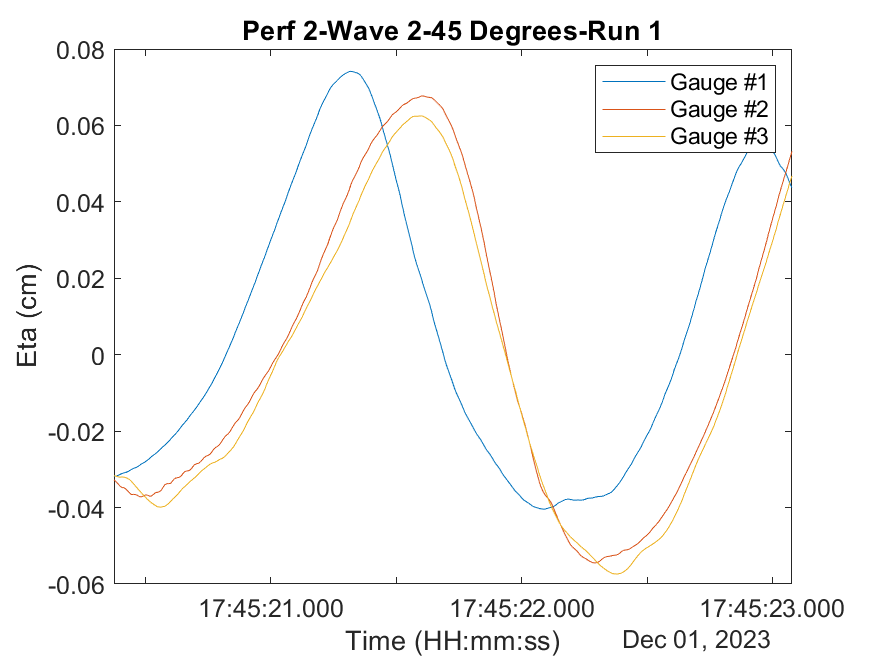 Perf 2-Wave 2-45 Degrees-Run 1
0.08
0.06
0.04
0.02
0
-0.02
-0.04
-0.06
Eta (cm)
Gauge #1
Gauge #2
Gauge #3
17:45:21.000
17:45:22.000
17:45:23.000
Time (HH:mm:ss)
Dec 01, 2023